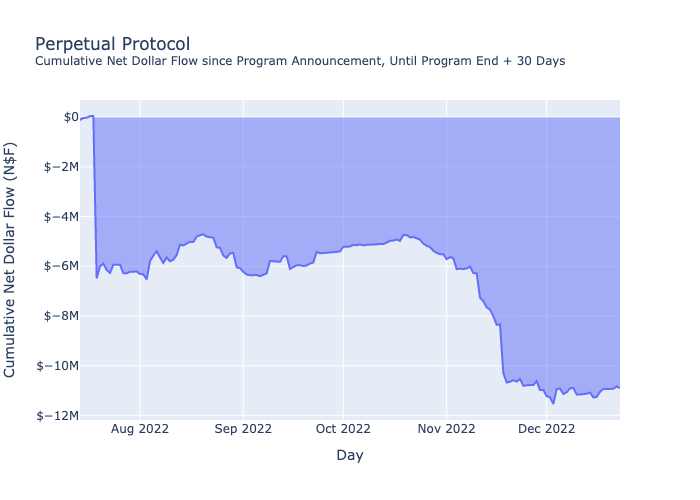 Perpetual Protocol
Cumulative Net Dollar Flow since Program Announcement, Until Program End + 30 Days
Cumulative Net Dollar Flow (N$F)
$0
$−2M
$−4M
$−6M
$−8M
$−10M
$−12M
Aug 2022 Sep 2022 Oct 2022 Nov 2022 Dec 2022
Day